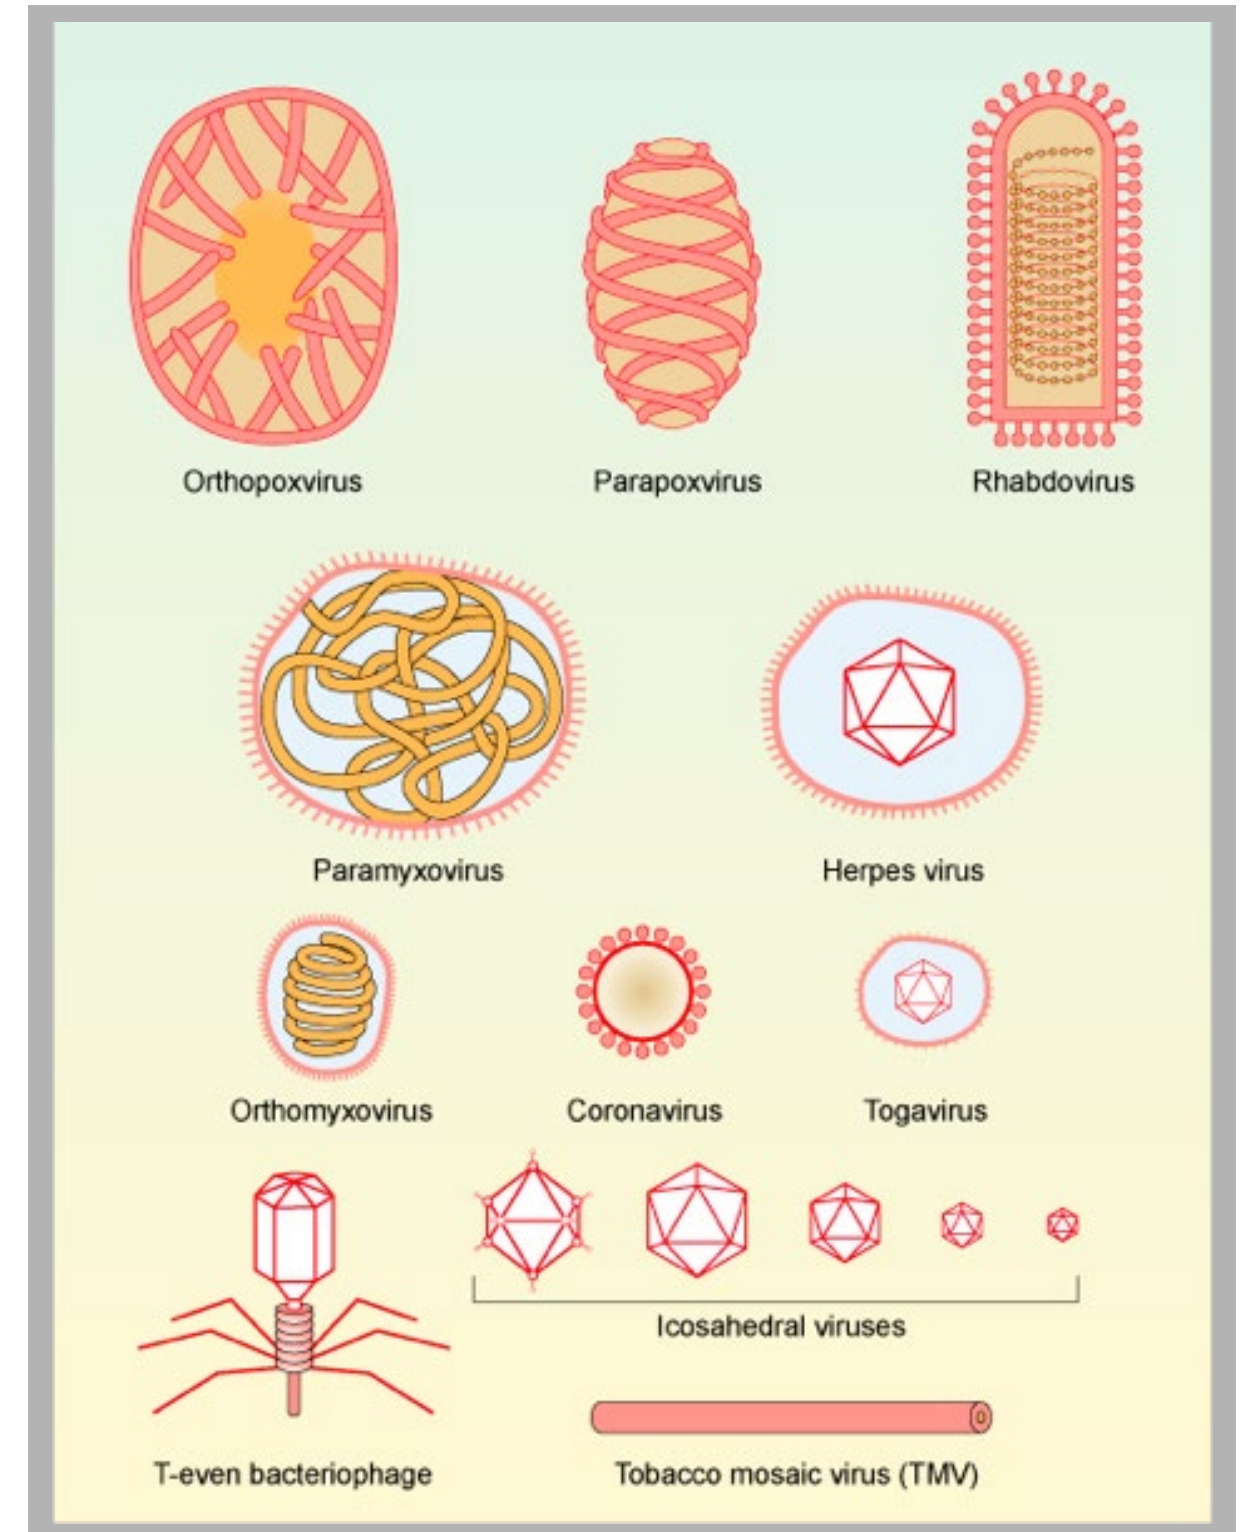 Orthopoxvirus
Parapoxvirus
Rhabdovirus
Paramyxovirus
Herpes virus
Orthomyxovirus
Coronavirus
Togavirus
Icosahedral viruses
T-even bacteriophage
Tobacco mosaic virus (TMV)